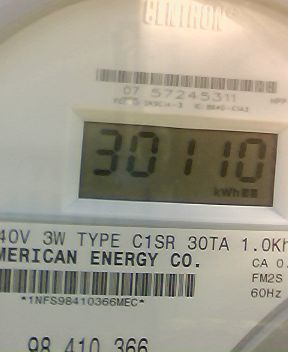 CENTRON
07 57245311
30110
kWh
40V 3W TYPE C1SR 30TA 1.0Kh
MERICAN ENERGY CO.
CA 0.
FM2S
*1NFS98410366MEC*
60Hz
98 410 366